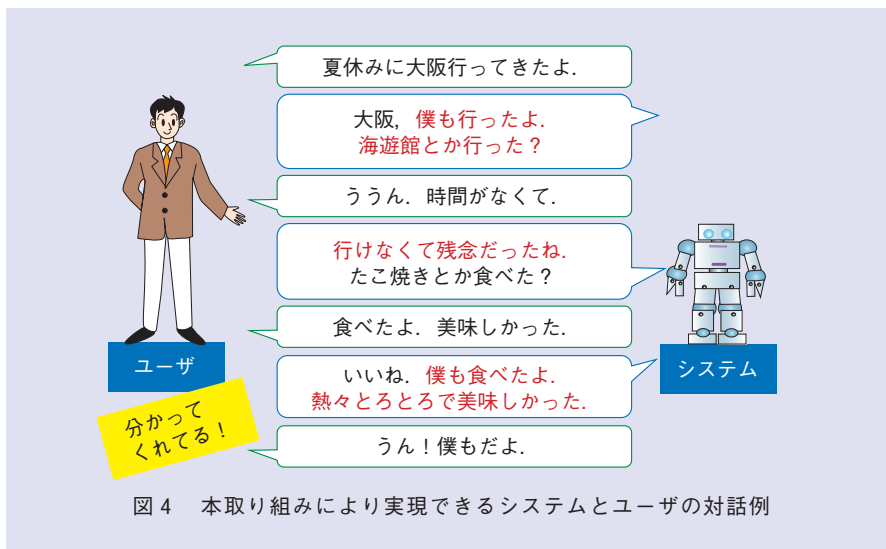 夏休みに大阪行ってきたよ.
大阪, 僕も行ったよ.
海遊館とか行った?
ううん. 時間がなくて.
行けなくて残念だったね.
たこ焼きとか食べた?
食べたよ. 美味しかった.
ユーザ
システム
いいね. 僕も食べたよ.
熱々とろとろで美味しかった.
分かって
くれてる!
うん!僕もだよ.
図4 本取り組みにより実現できるシステムとユーザの対話例